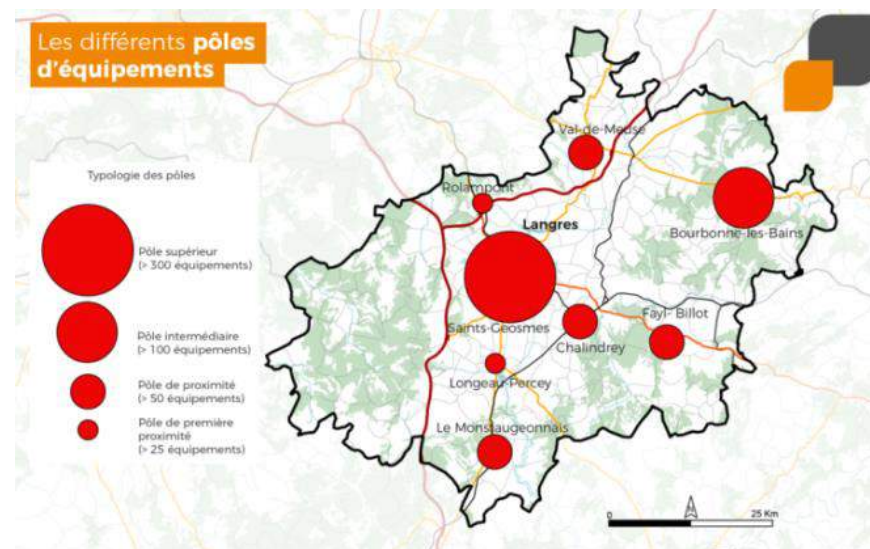 Les différents pôles
d'équipements
Typologie des pôles
Pôle supérieur
(> 300 équipements)
Pôle intermédiaire
(> 100 équipements)
Pôle de proximité
(> 50 équipements)
Pôle de première
proximité
(> 25 équipements)
Val-de-Meuse
Rolampont
Langres
Bourbonne-les-Bains
Saints-Geosmes
Chalindrey
Fayl-Billot
Longeau-Percey
Le Montsaugeonnais
N
0
25 Km